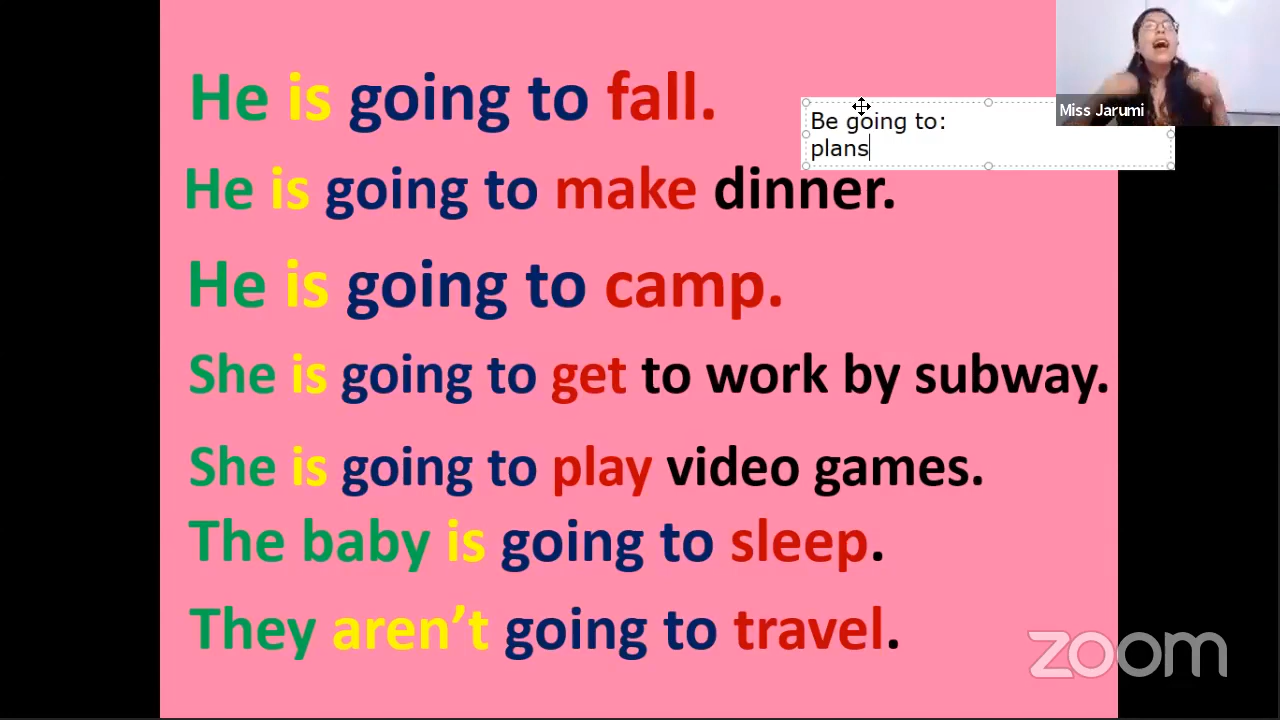 He is going to fall.
Be going to:
plans
Miss Jarumi
He is going to make dinner.
He is going to camp.
She is going to get to work by subway.
She is going to play video games.
The baby is going to sleep.
They aren’t going to travel.
zoom